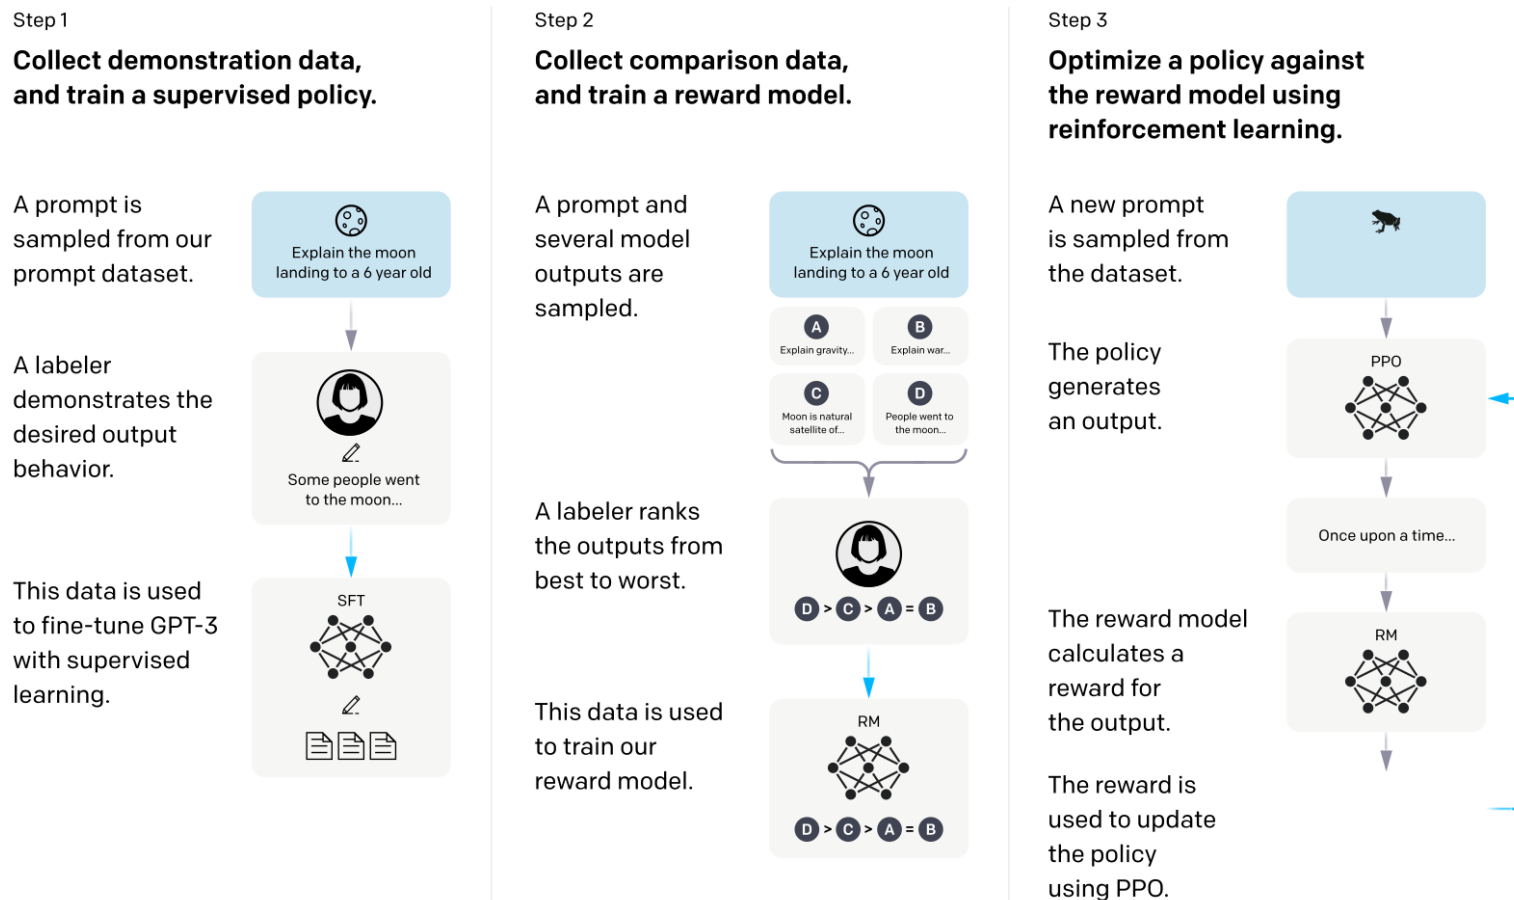 Step 1
Collect demonstration data,
and train a supervised policy.
A prompt is
sampled from our
prompt dataset.
Explain the moon
landing to a 6 year old
A labeler
demonstrates the
desired output
behavior.
Some people went
to the moon...
This data is used
to fine-tune GPT-3
with supervised
learning.
SFT
Step 2
Collect comparison data,
and train a reward model.
A prompt and
several model
outputs are
sampled.
Explain the moon
landing to a 6 year old
A
Explain gravity...
B
Explain war...
C
Moon is natural
satellite of...
D
People went to
the moon...
A labeler ranks
the outputs from
best to worst.
D > C > A = B
This data is used
to train our
reward model.
RM
D > C > A = B
Step 3
Optimize a policy against
the reward model using
reinforcement learning.
A new prompt
is sampled from
the dataset.
The policy
generates
an output.
PPO
Once upon a time...
The reward model
calculates a
reward for
the output.
RM
The reward is
used to update
the policy
using PPO.